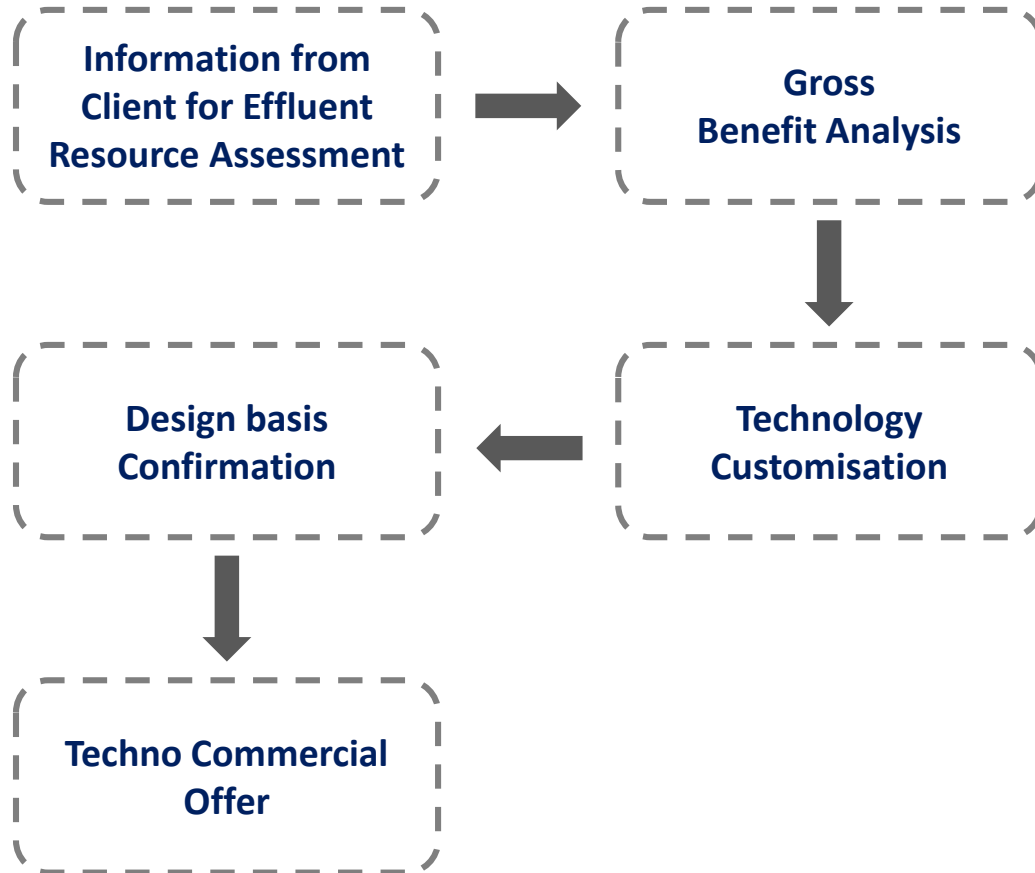 Information from
Client for Effluent
Resource Assessment
Gross
Benefit Analysis
Technology
Customisation
Design basis
Confirmation
Techno Commercial
Offer